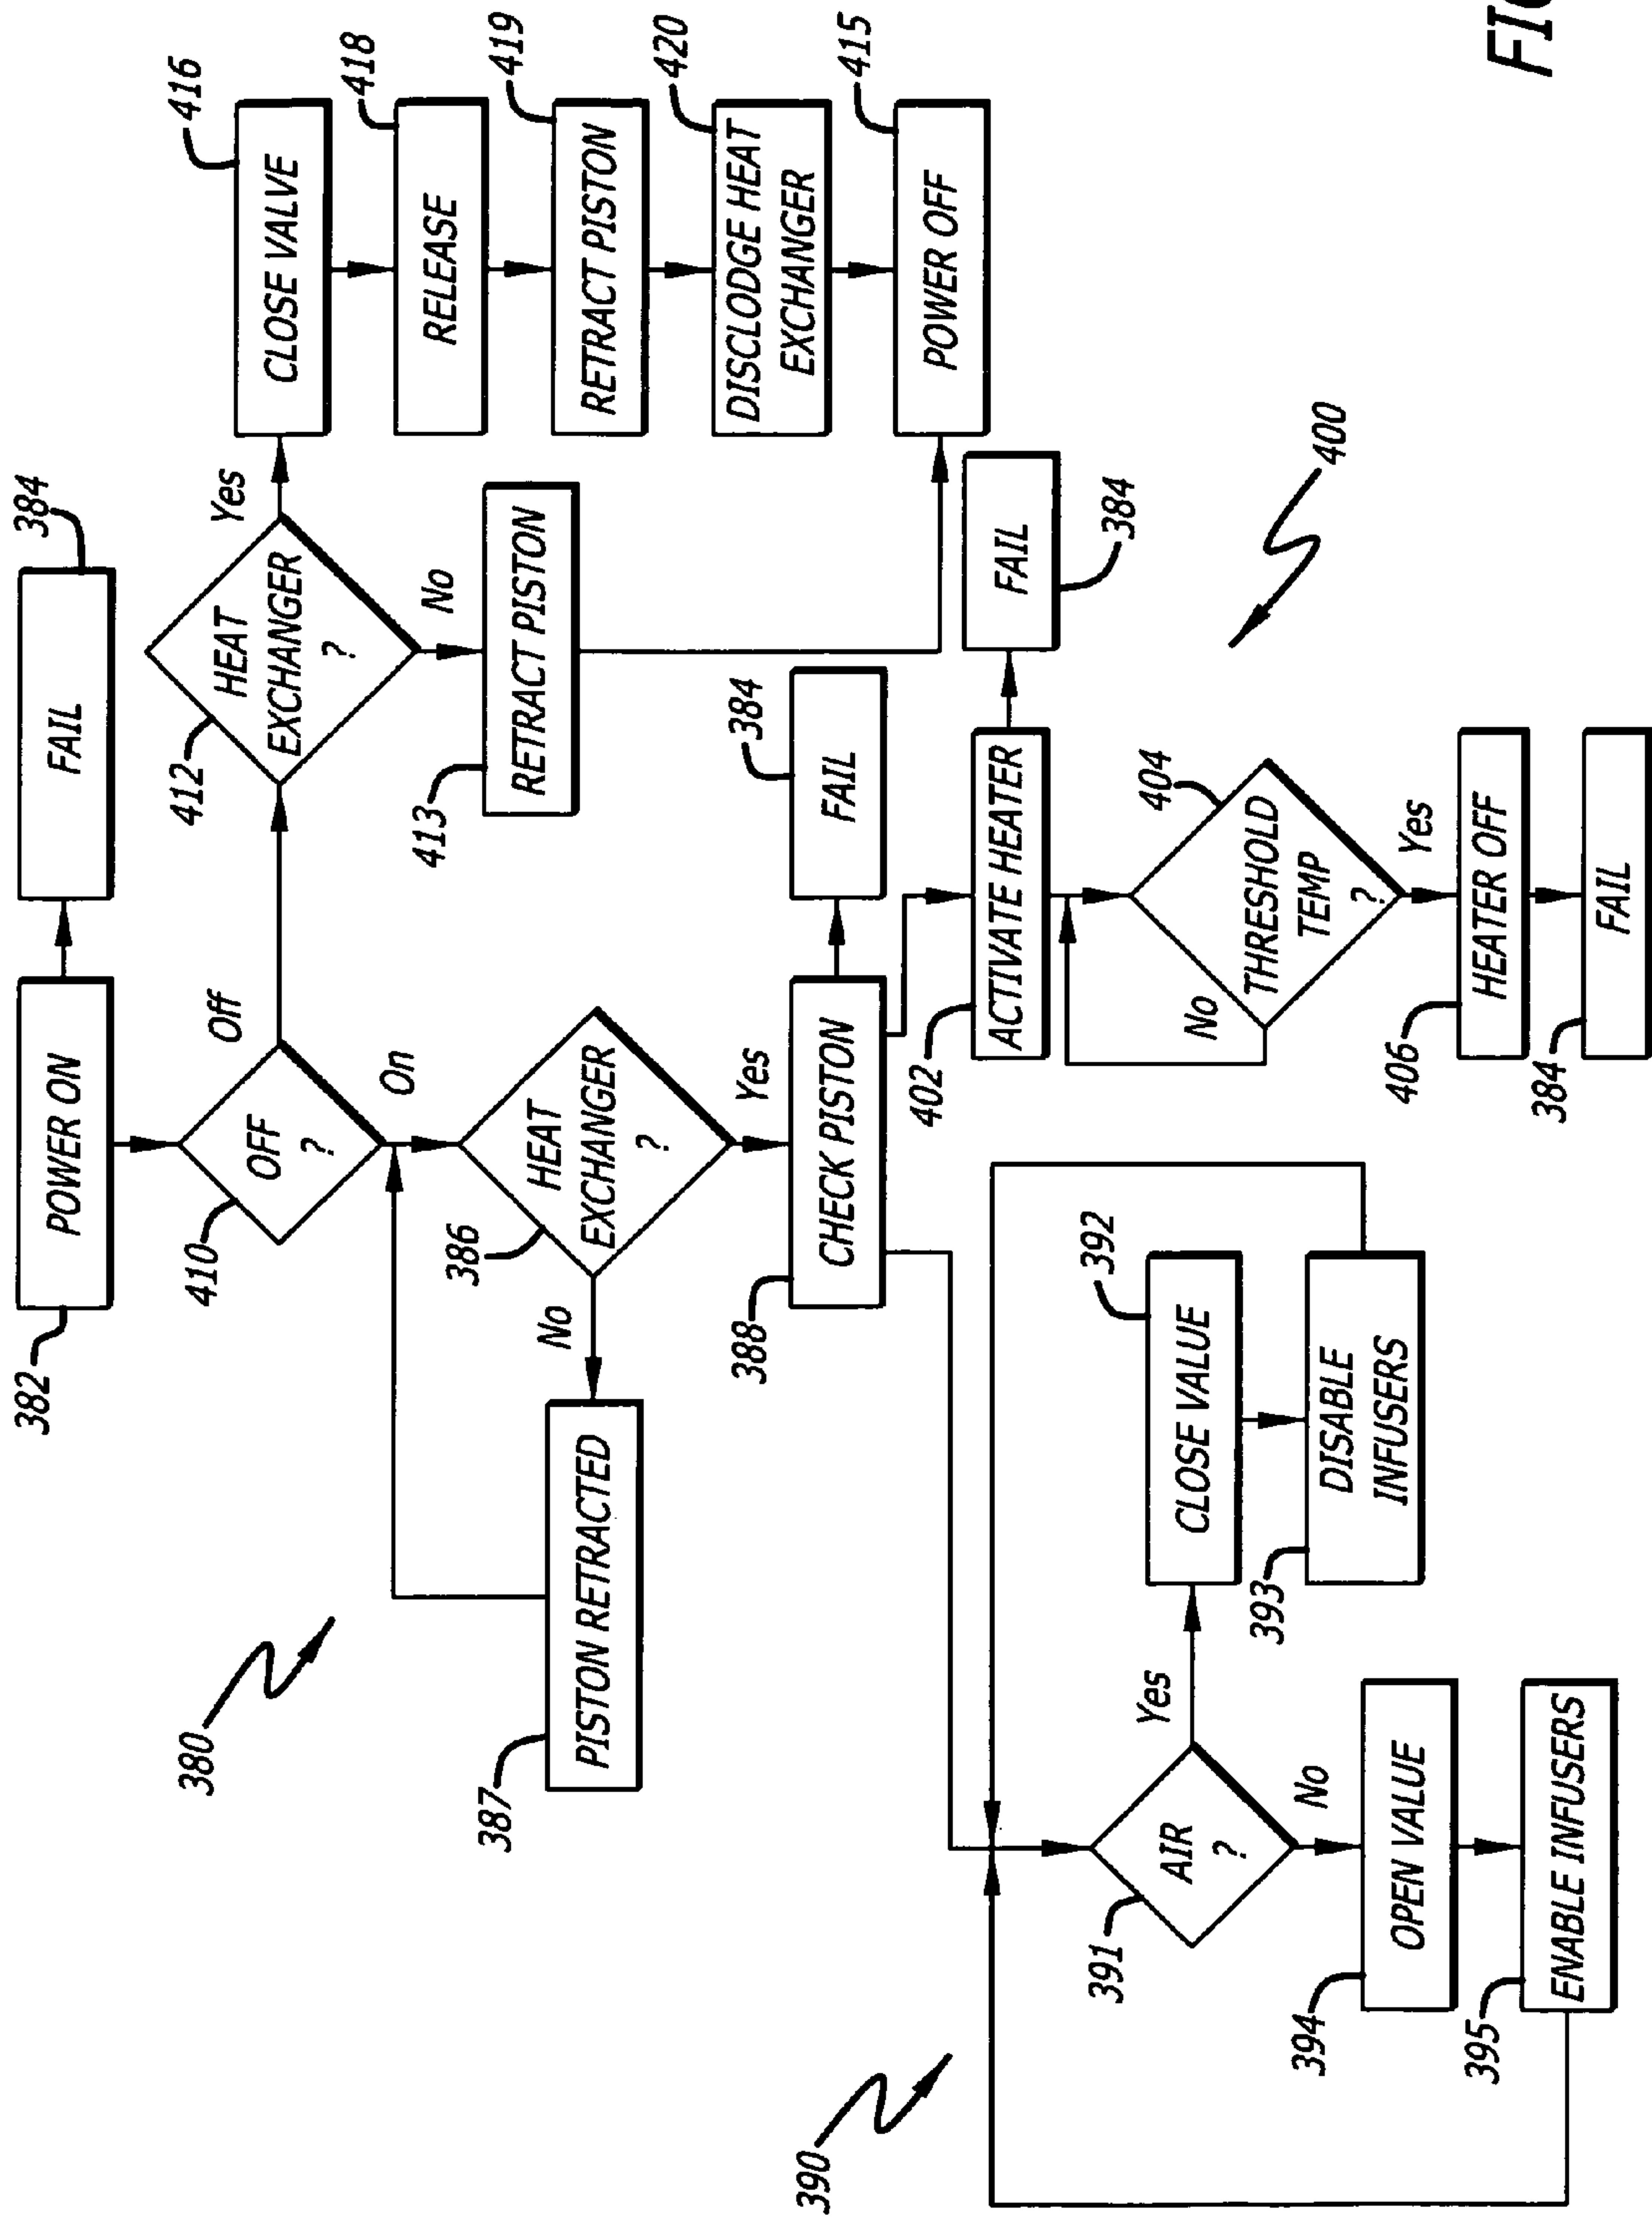 382
POWER ON
FAIL
384
410
OFF
?
Off
On
412
HEAT
EXCHANGER
?
Yes
No
416
CLOSE VALVE
418
RELEASE
419
RETRACT PISTON
420
DISCLODGE HEAT
EXCHANGER
415
POWER OFF
413
RETRACT PISTON
380
386
HEAT
EXCHANGER
?
No
Yes
387
PISTON RETRACTED
388
CHECK PISTON
FAIL
384
390
391
AIR
?
Yes
No
392
CLOSE VALUE
393
DISABLE
INFUSERS
394
OPEN VALUE
395
ENABLE INFUSERS
400
402
ACTIVATE HEATER
FAIL
384
404
THRESHOLD
TEMP
?
No
Yes
406
HEATER OFF
384
FAIL